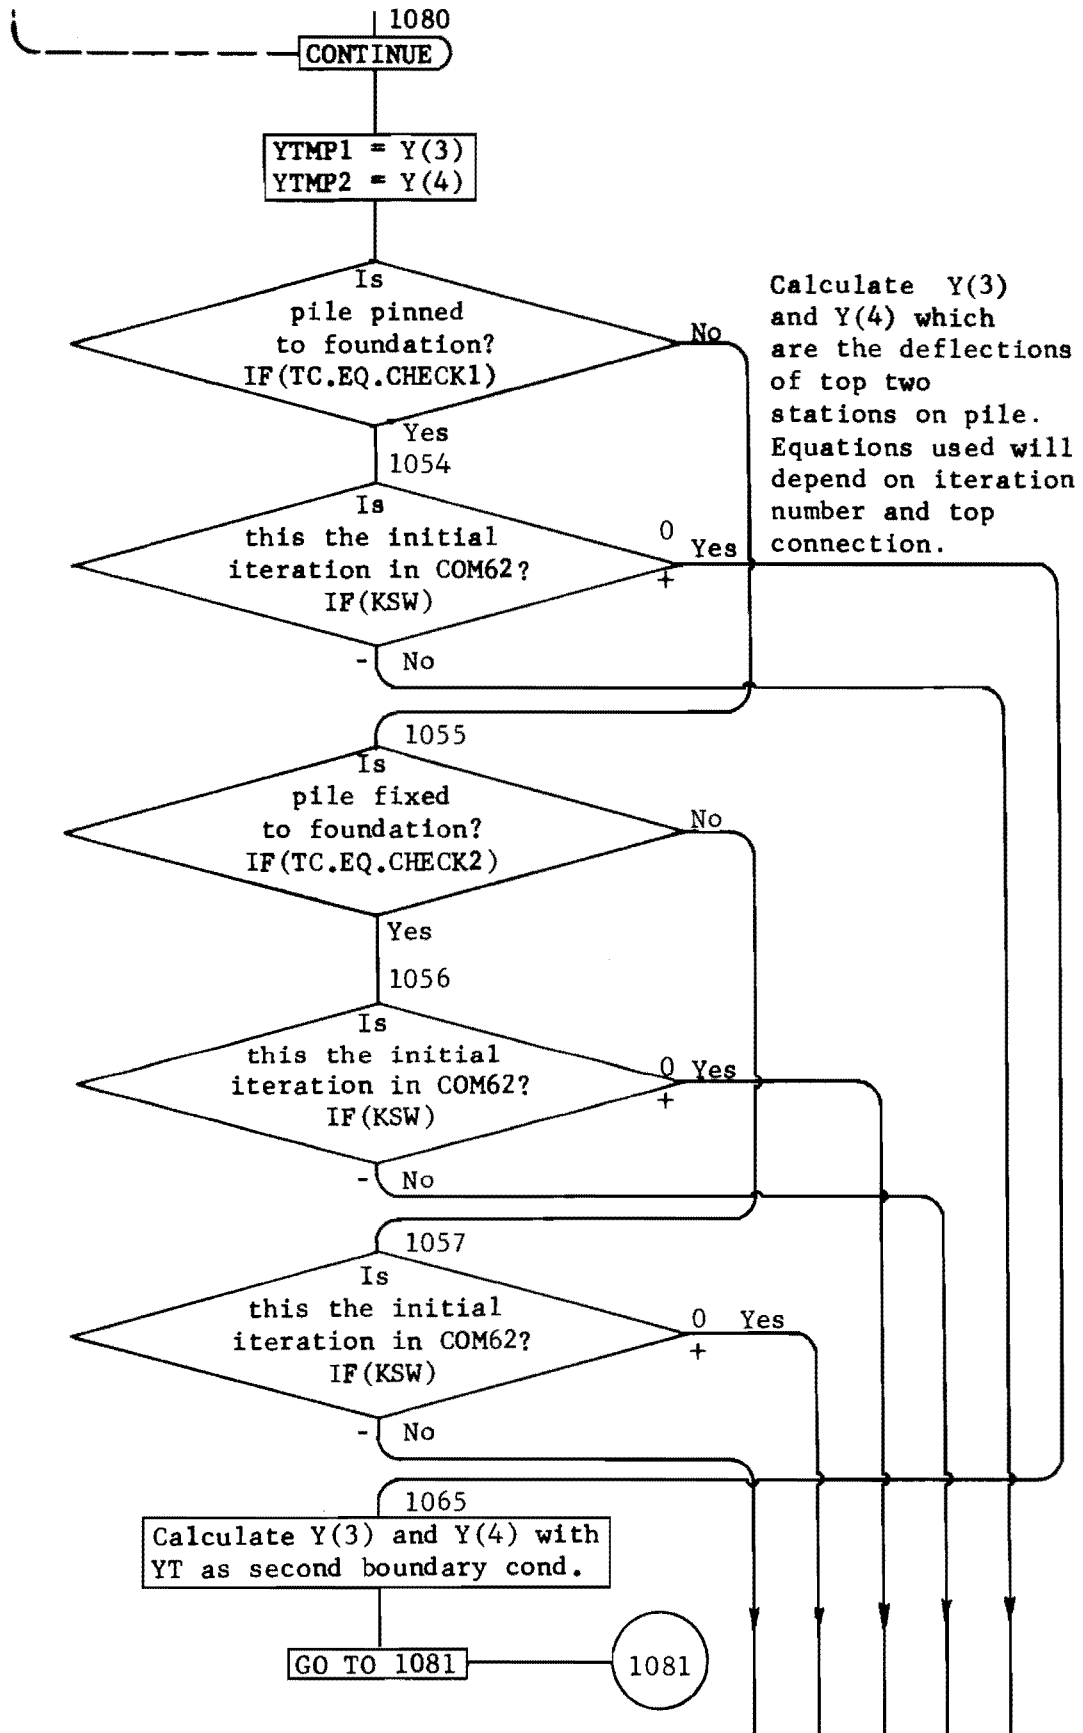 1080
CONTINUE
YTMP1 = Y(3)
YTMP2 = Y(4)
Is
pile pinned
to foundation?
IF(TC.EQ.CHECK1)
No
Calculate Y(3)
and Y(4) which
are the deflections
of top two
stations on pile.
Equations used will
depend on iteration
number and top
connection.
Yes
1054
Is
this the initial
iteration in COM62?
IF(KSW)
0
Yes
+
- No
1055
Is
pile fixed
to foundation?
IF(TC.EQ.CHECK2)
No
Yes
1056
Is
this the initial
iteration in COM62?
IF(KSW)
0 Yes
+
- No
1057
Is
this the initial
iteration in COM62?
IF(KSW)
0 Yes
+
- No
1065
Calculate Y(3) and Y(4) with
YT as second boundary cond.
GO TO 1081
1081